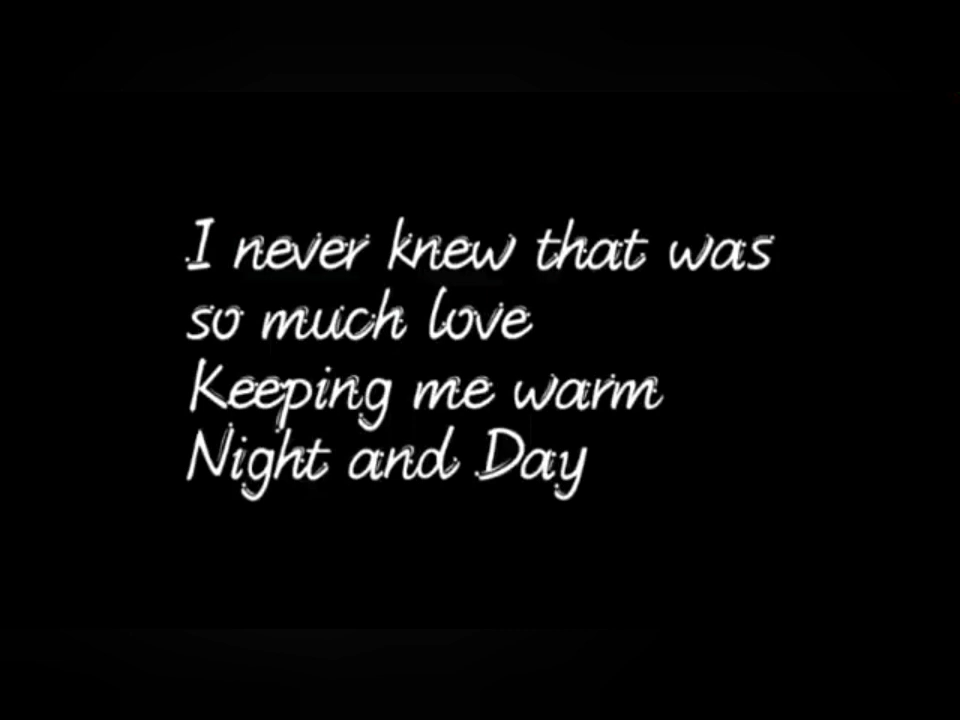 I never knew that was
so much love
Keeping me warm
Night and Day